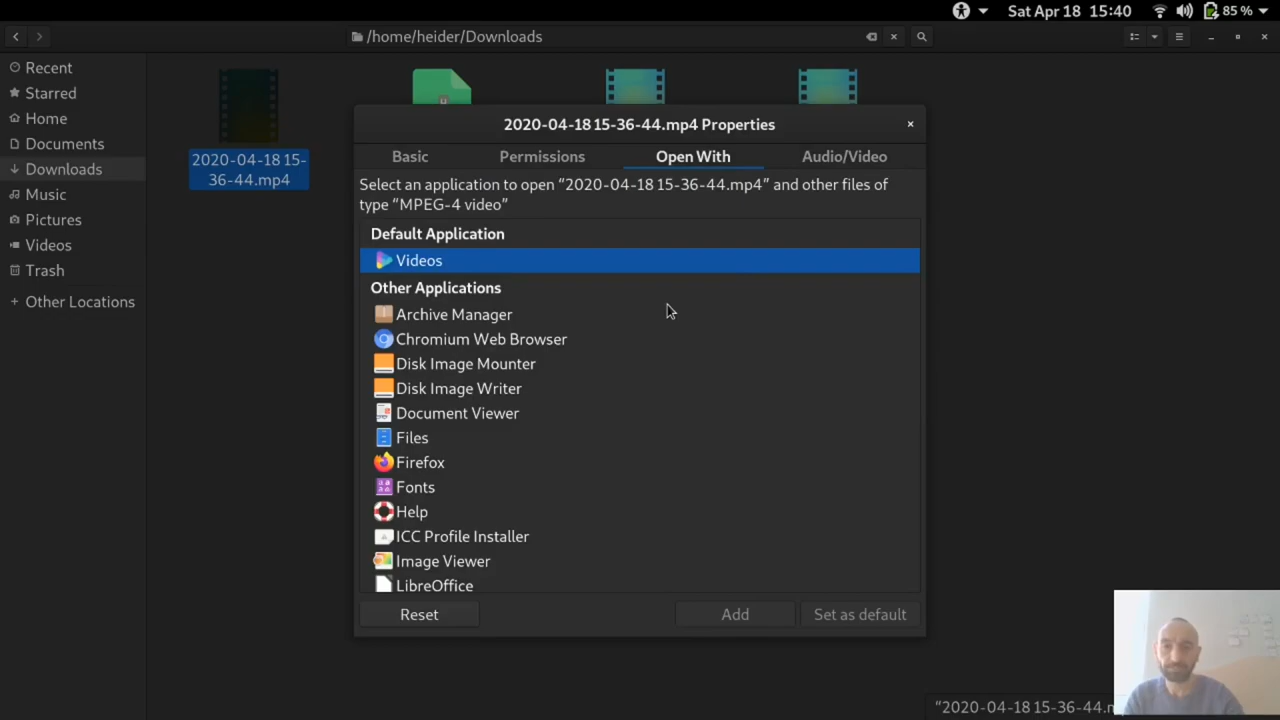 Sat Apr 18 15:40
85 %
/home/heider/Downloads
Recent
Starred
Home
Documents
Downloads
Music
Pictures
Videos
Trash
Other Locations
2020-04-18 15-
36-44.mp4
2020-04-18 15-36-44.mp4 Properties
Basic
Permissions
Open With
Audio/Video
Select an application to open “2020-04-18 15-36-44.mp4” and other files of
type “MPEG-4 video”
Default Application
Videos
Other Applications
Archive Manager
Chromium Web Browser
Disk Image Mounter
Disk Image Writer
Document Viewer
Files
Firefox
Fonts
Help
ICC Profile Installer
Image Viewer
LibreOffice
Reset
Add
Set as default
“2020-04-18 15-36-44.m